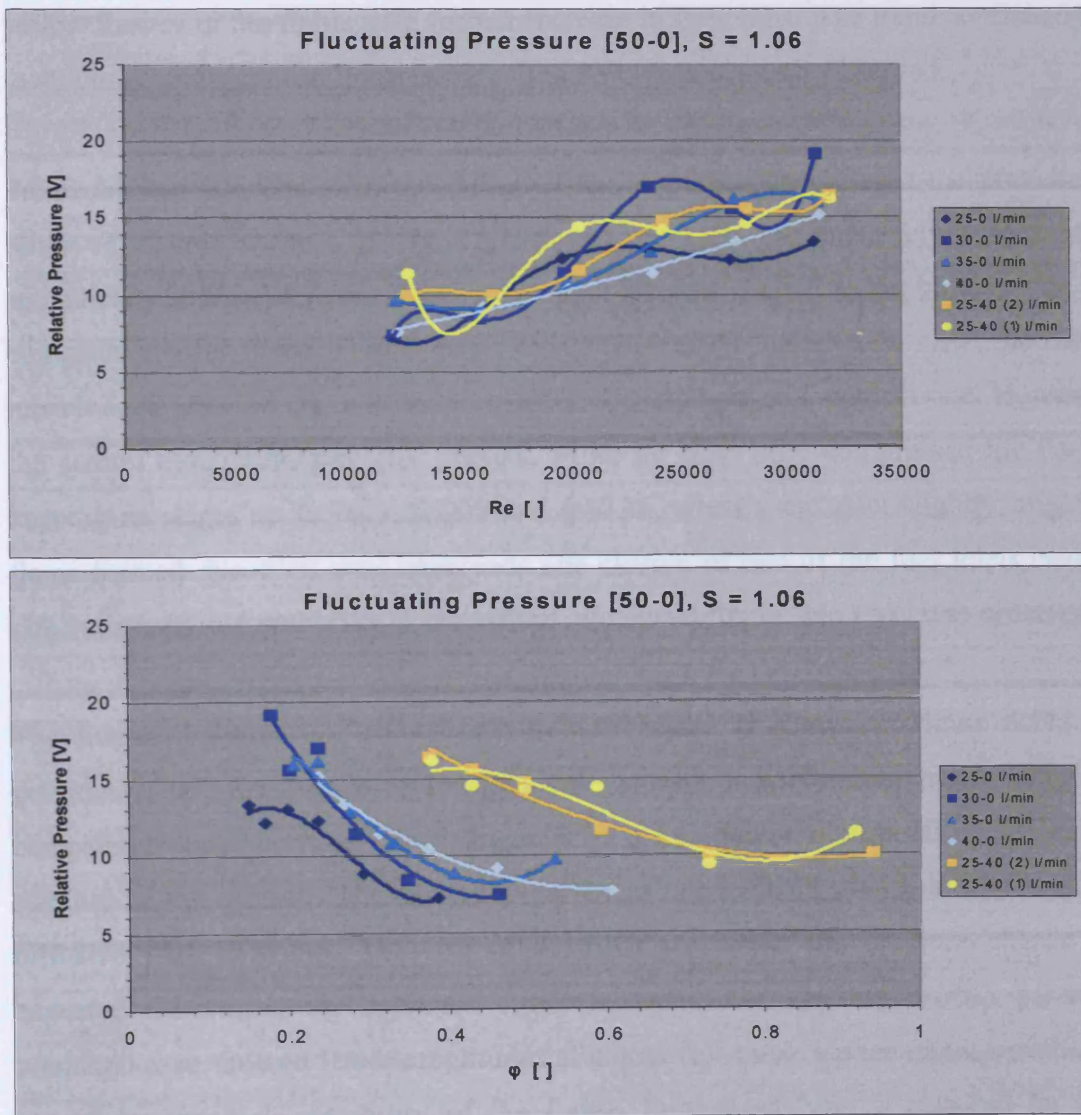 Fluctuating Pressure [50-0], S = 1.06
25
20
15
10
5
0
Relative Pressure [V]
0 5000 10000 15000 20000 25000 30000 35000
Re [ ]
25-0 l/min
30-0 l/min
35-0 l/min
40-0 l/min
25-40 (2) l/min
25-40 (1) l/min
Fluctuating Pressure [50-0], S = 1.06
25
20
15
10
5
0
Relative Pressure [V]
0 0.2 0.4 0.6 0.8 1
φ [ ]
25-0 l/min
30-0 l/min
35-0 l/min
40-0 l/min
25-40 (2) l/min
25-40 (1) l/min